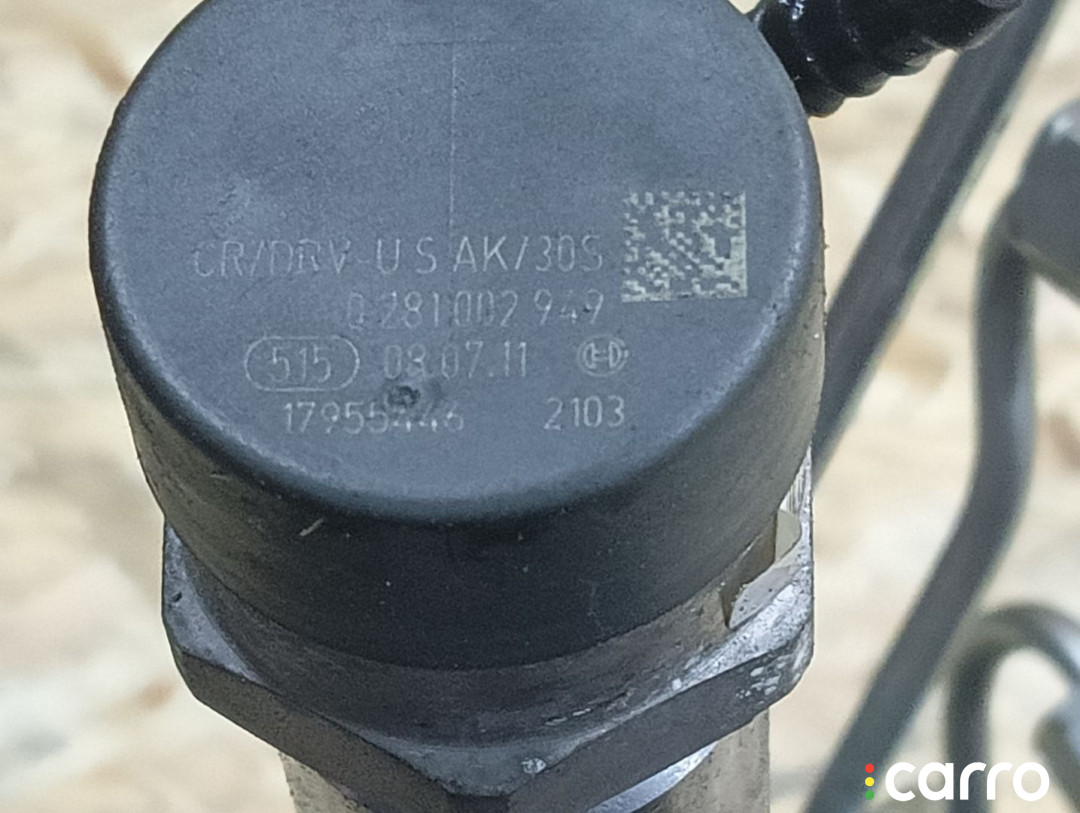 CR/DRV-U S AK/30S
0 281 002 949
515 08.07.11
17955446 2103
carro